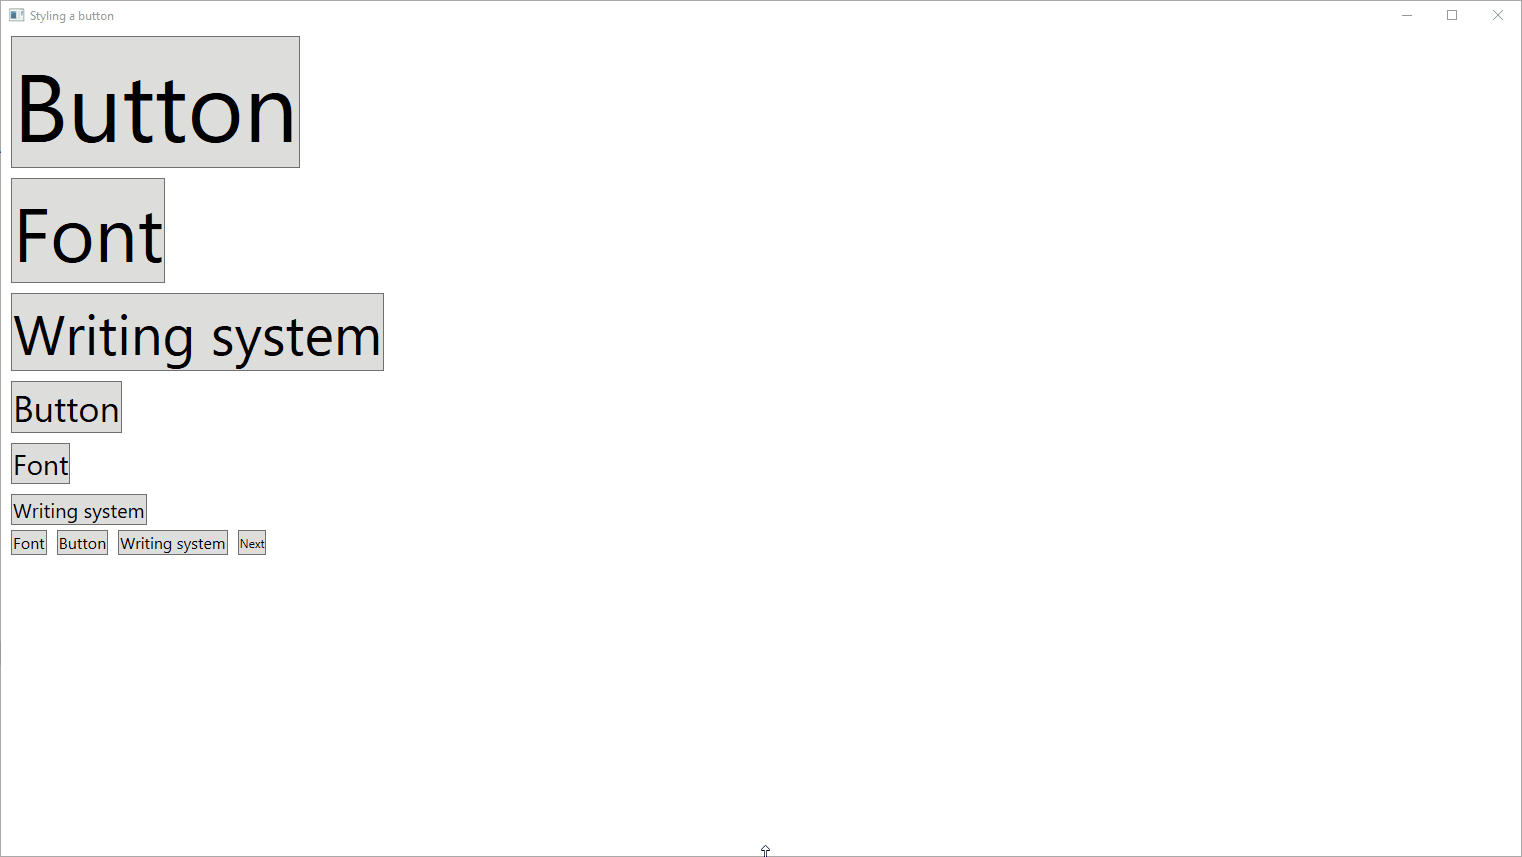 Styling a button
Button
Font
Writing system
Button
Font
Writing system
Font Button Writing system Next